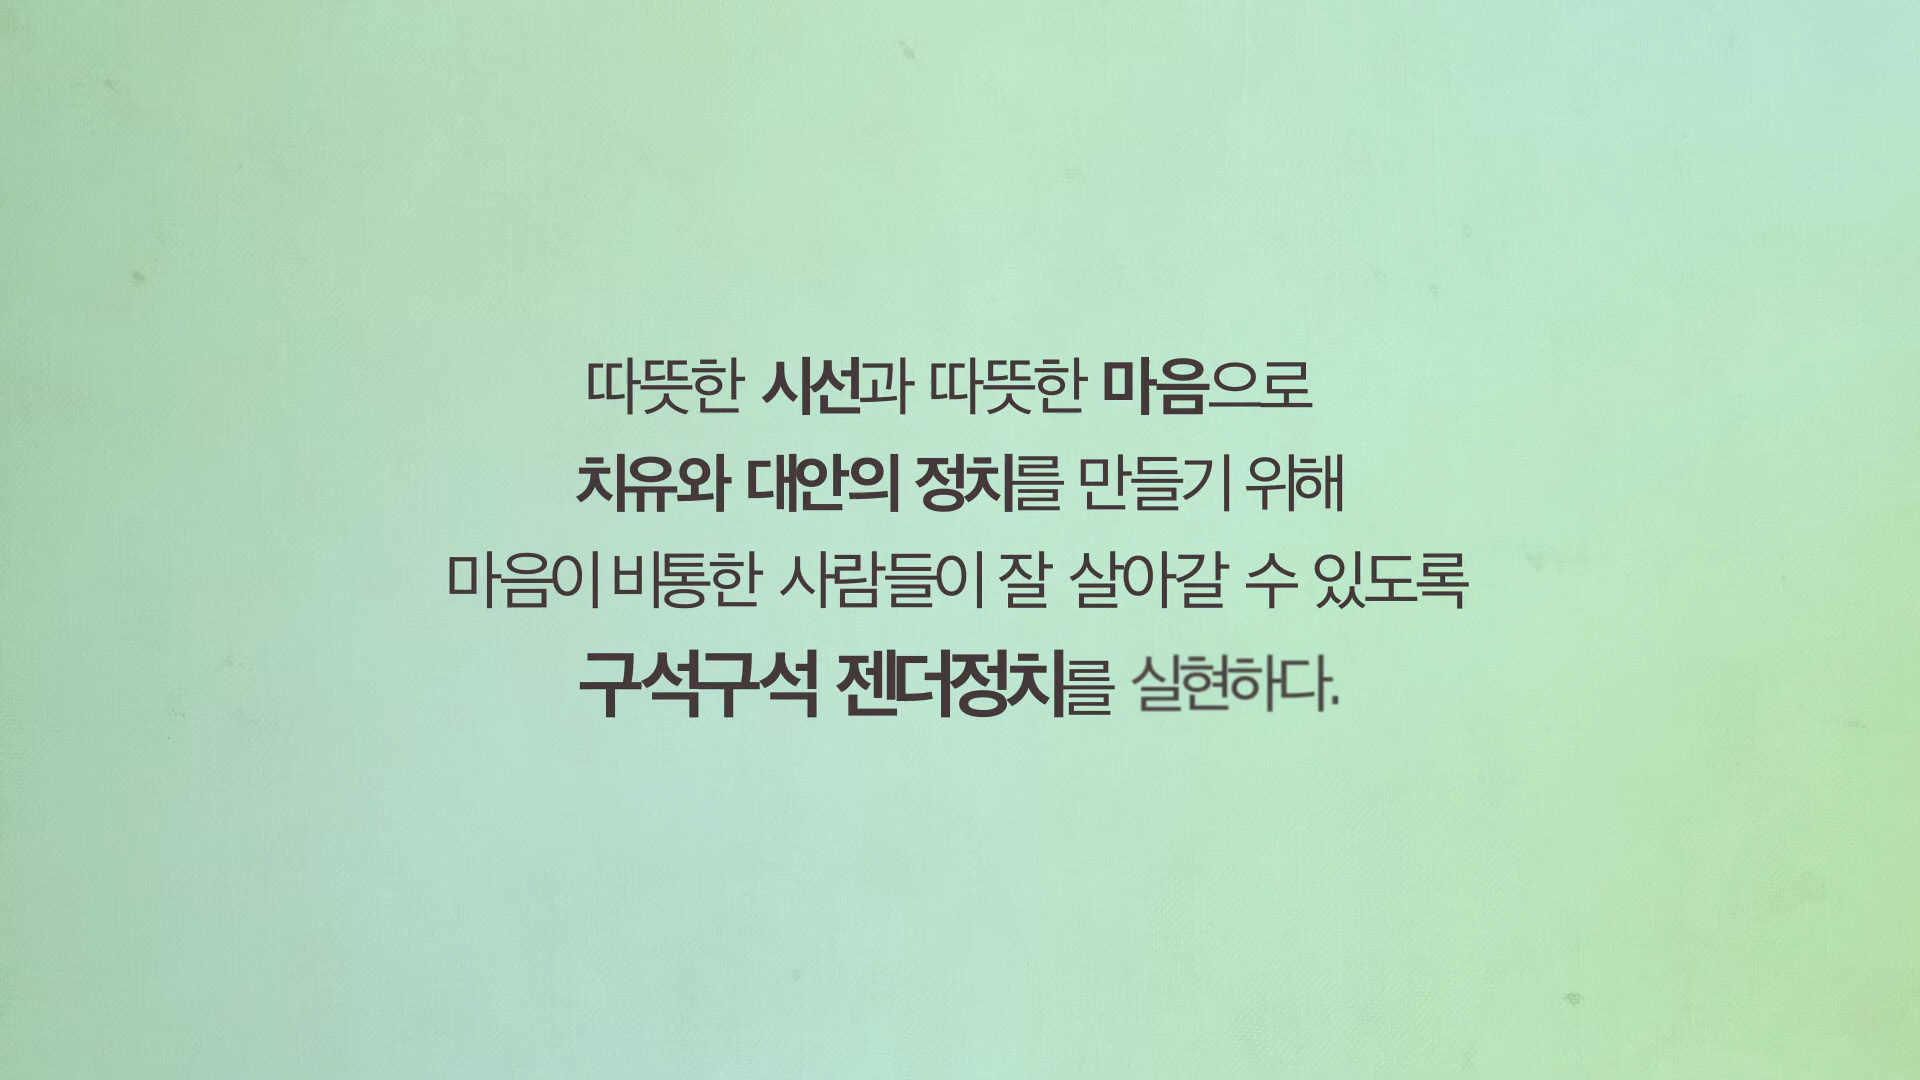 따뜻한 시선과 따뜻한 마음으로
치유와 대안의 정치를 만들기 위해
마음이 비통한 사람들이 잘 살아갈 수 있도록
구석구석 젠더정치를 실현하다.